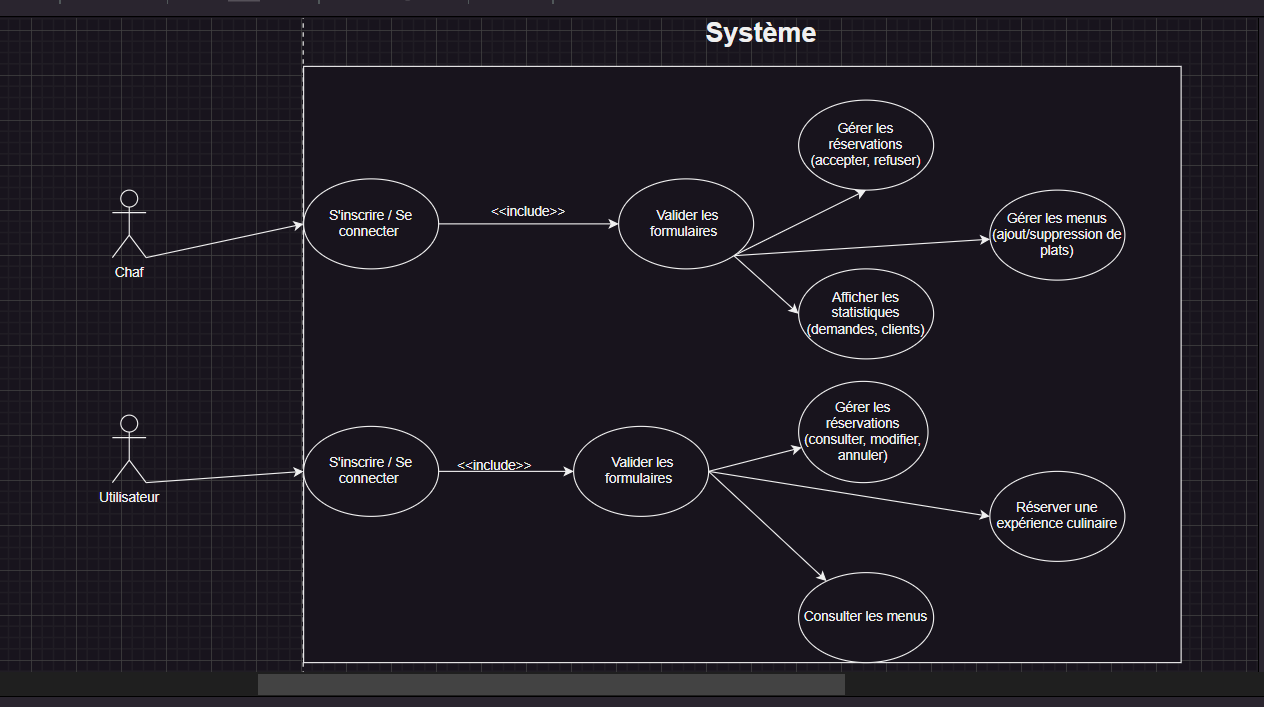 Système
Gérer les
réservations
(accepter, refuser)
S'inscrire / Se
connecter
<<include>>
Valider les
formulaires
Gérer les menus
(ajout/suppression de
plats)
Chaf
Afficher les
statistiques
(demandes, clients)
Gérer les
réservations
(consulter, modifier,
annuler)
S'inscrire / Se
connecter
<<include>>
Valider les
formulaires
Utilisateur
Réserver une
expérience culinaire
Consulter les menus